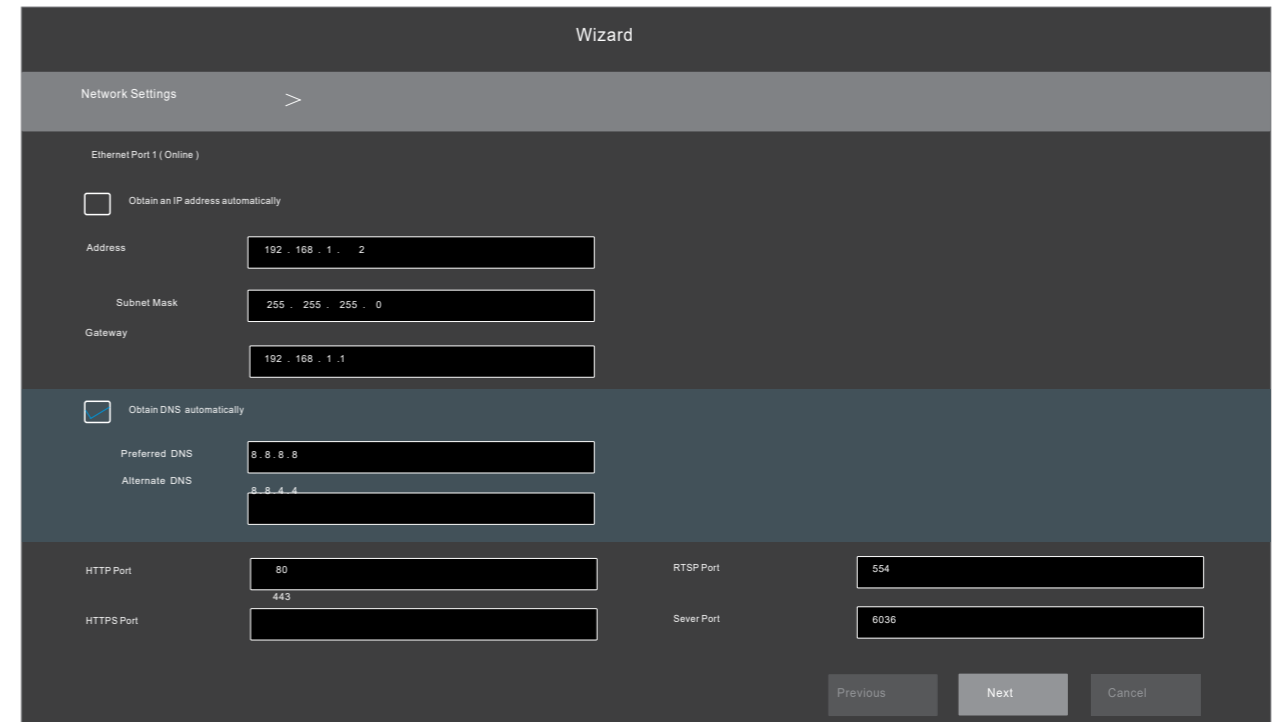 Wizard
Network Settings >
Ethernet Port 1 ( Online )
Obtain an IP address automatically
Address 192 . 168 . 1 . 2
Subnet Mask 255 . 255 . 255 . 0
Gateway
192 . 168 . 1 .1
Obtain DNS automatically
Preferred DNS 8.8.8.8
Alternate DNS
8.8.4.4
HTTP Port 80 RTSP Port 554
443
HTTPS Port Sever Port 6036
Previous Next Cancel